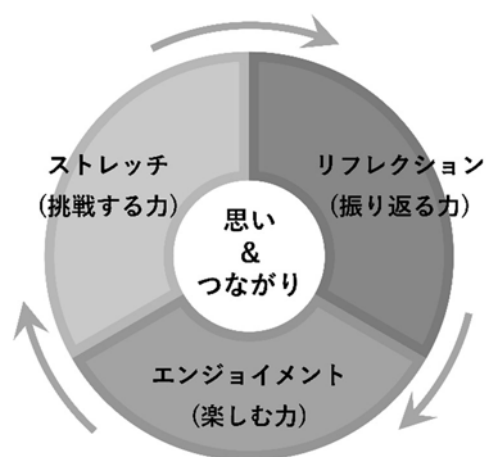 ストレッチ
(挑戦する力)
リフレクション
(振り返る力)
思い
&
つながり
エンジョイメント
(楽しむ力)